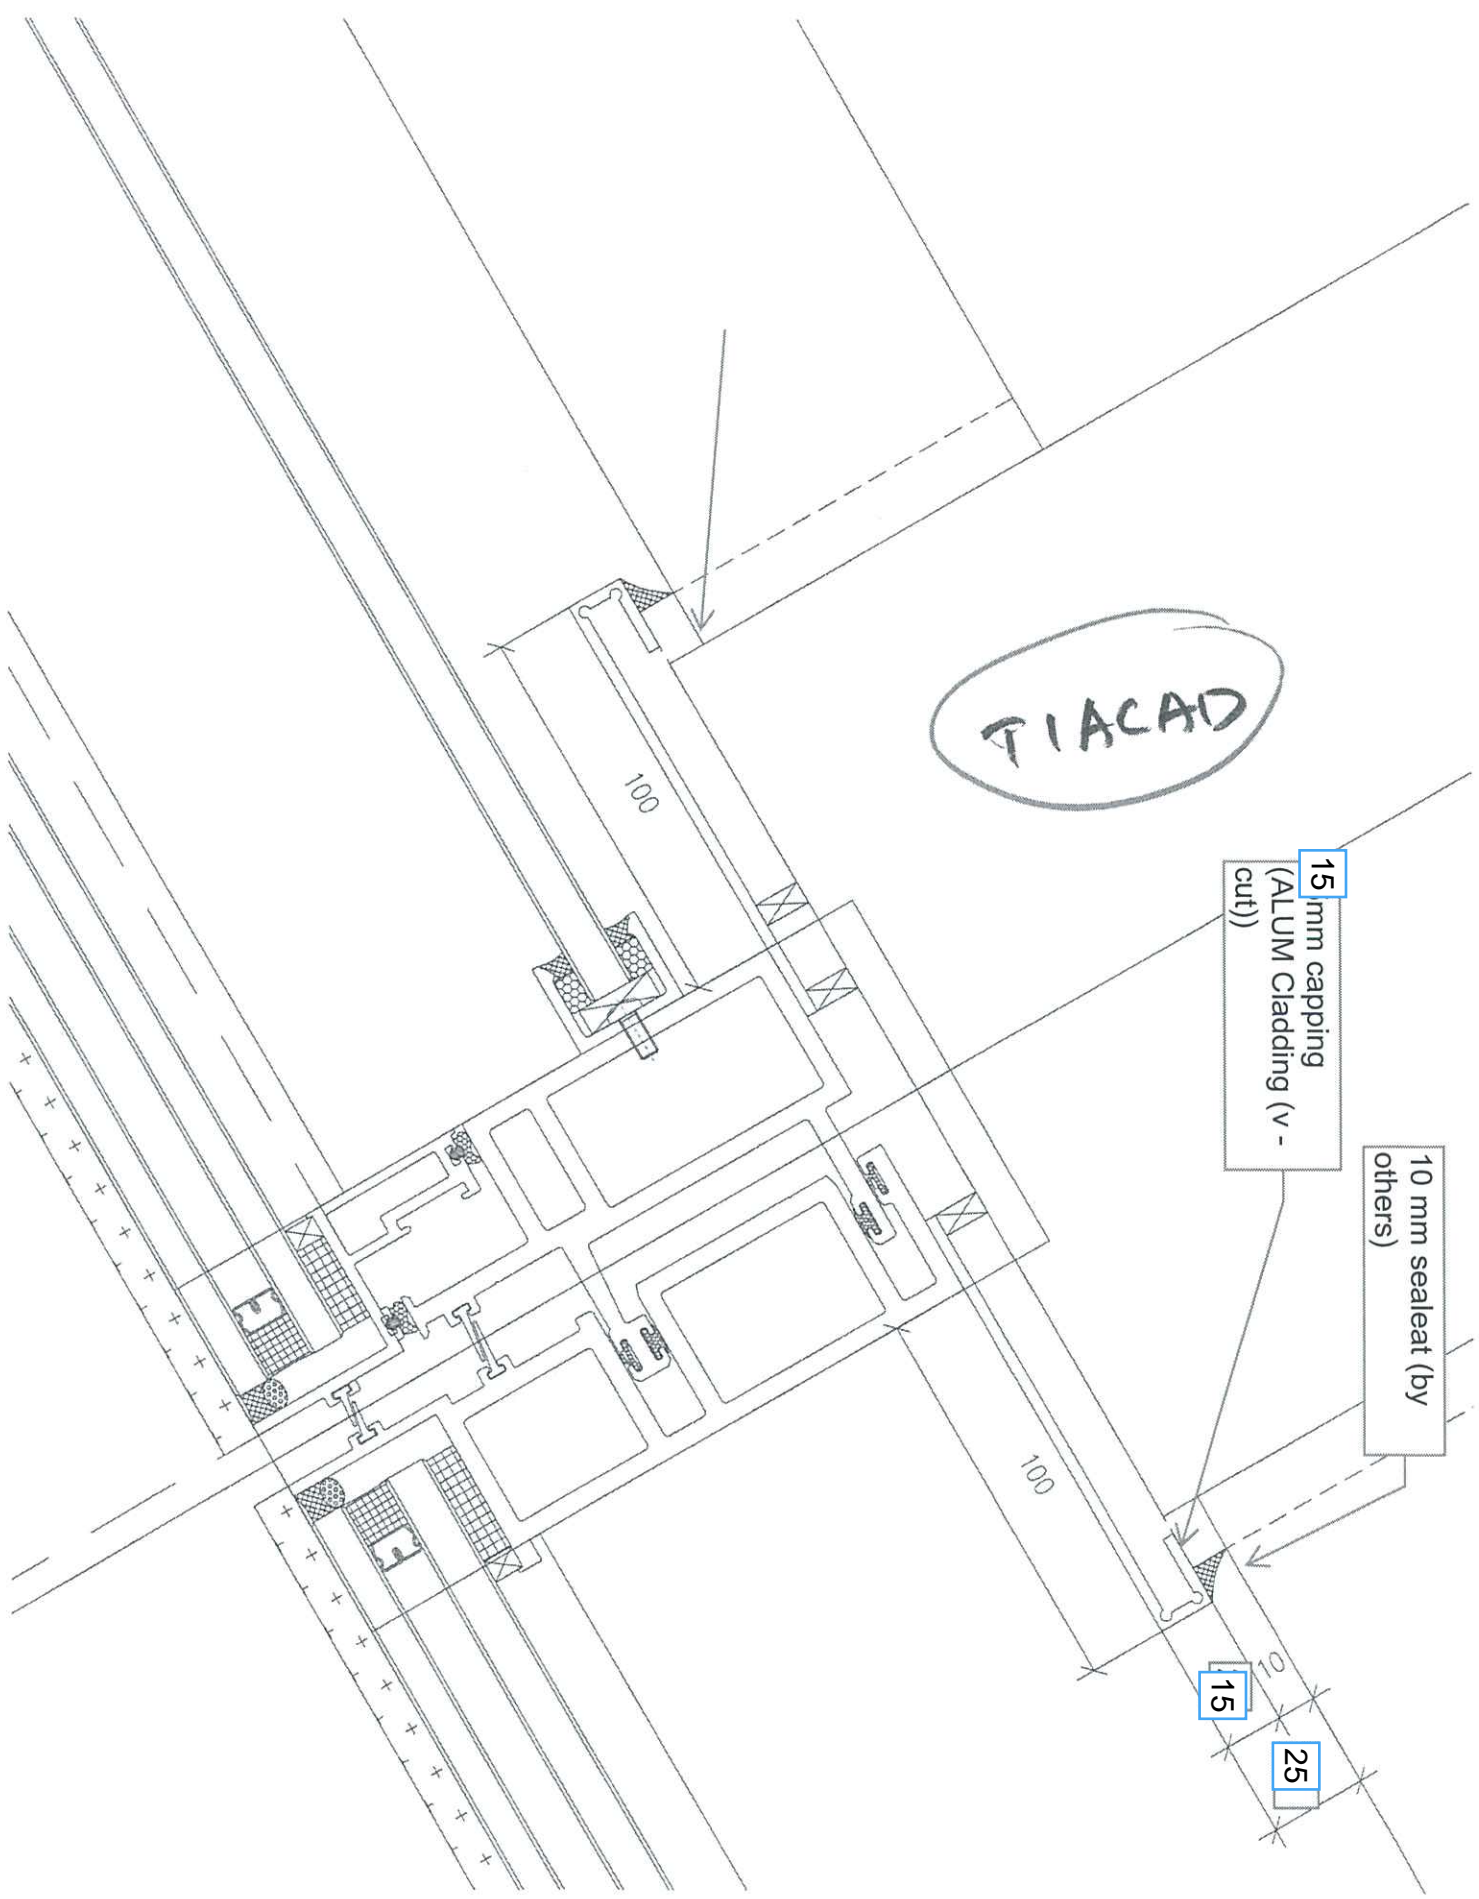 TIACAD
100
15 mm capping
(ALUM Cladding (v -
cut))
10 mm sealeat (by
others)
100
10
15
25